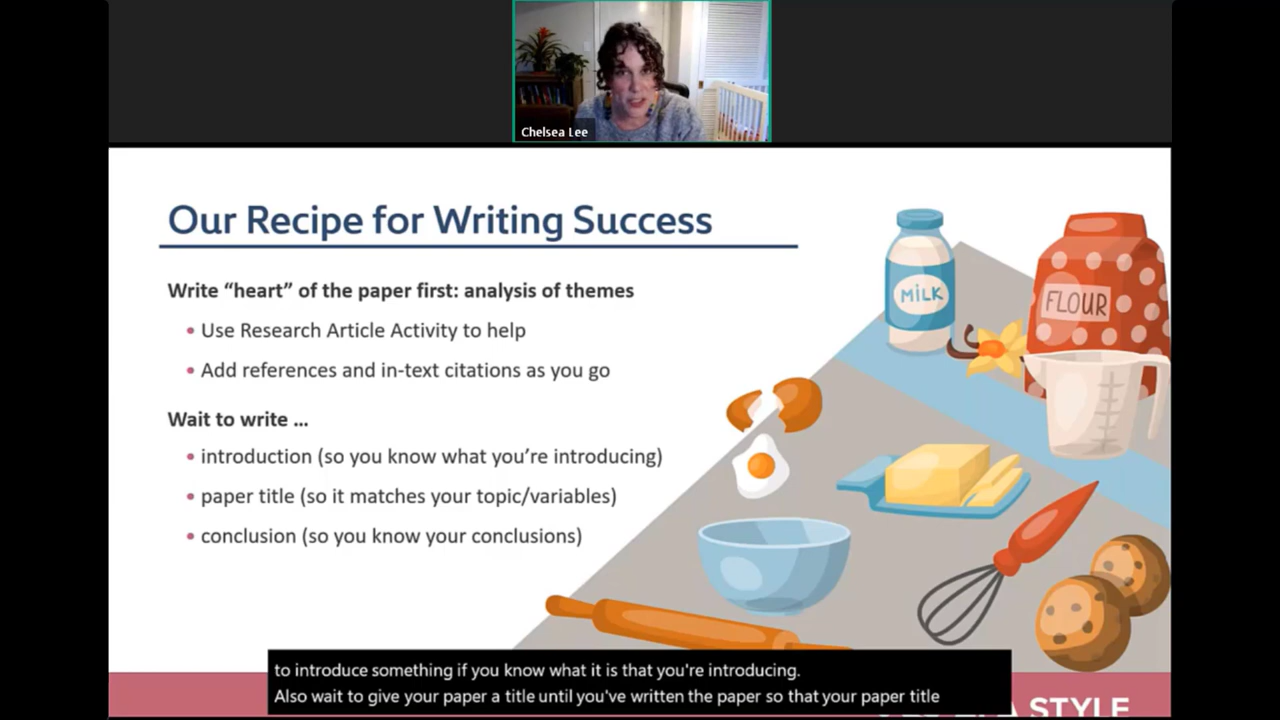 Chelsea Lee
Our Recipe for Writing Success
Write “heart” of the paper first: analysis of themes
• Use Research Article Activity to help
• Add references and in-text citations as you go
Wait to write ...
• introduction (so you know what you’re introducing)
• paper title (so it matches your topic/variables)
• conclusion (so you know your conclusions)
MiLK
FLOUR
to introduce something if you know what it is that you're introducing.
Also wait to give your paper a title until you've written the paper so that your paper title
STYLE